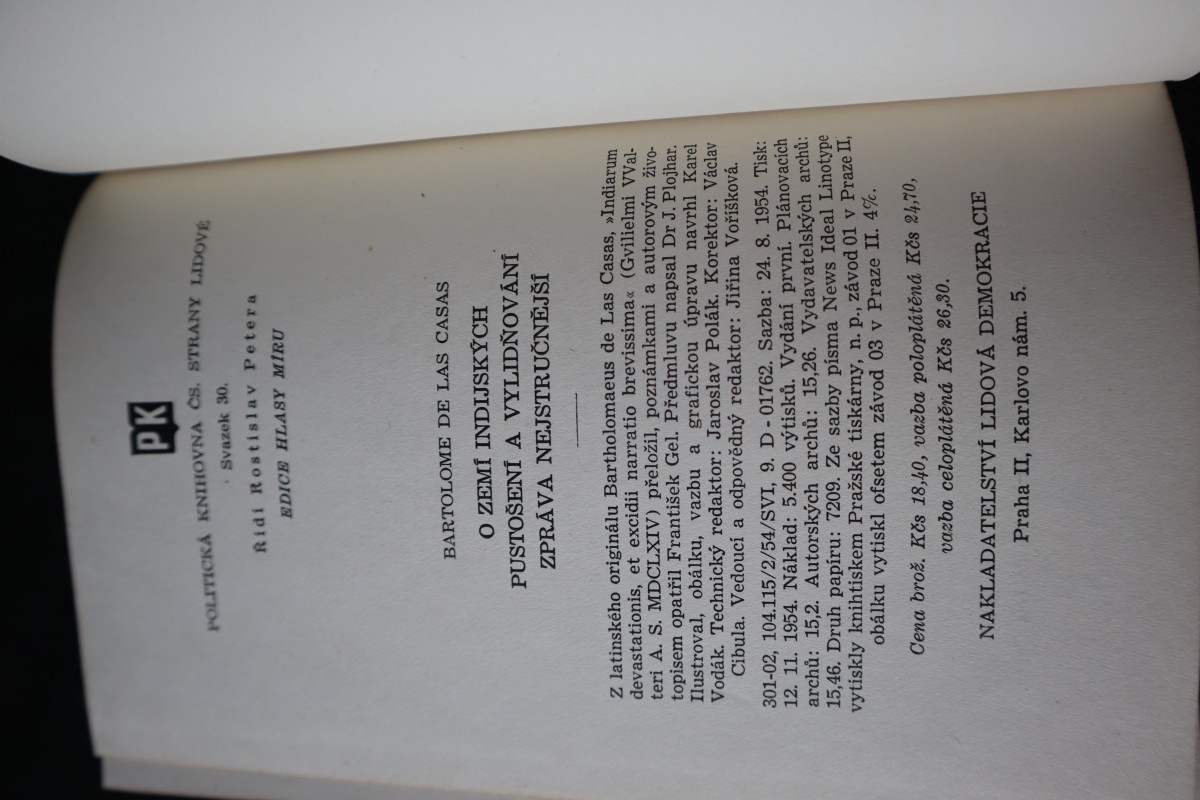 PK
POLITICKÁ KNIHOVNA ČS. STRANY LIDOVÉ
Svazek 30.
Řídí Rostislav Petera
EDICE HLASY MÍRU
BARTOLOME DE LAS CASAS
O ZEMÍ INDIJSKÝCH
PUSTOŠENÍ A VYLIDŇOVÁNÍ
ZPRÁVA NEJSTRUČNĚJŠÍ
Z latinského originálu Bartholomaeus de Las Casas, »Indiarum
devastationis, et excidii narratio brevissima« (Gvilielmi VVal-
teri A. S. MDCLXIV) přeložil, poznámkami a autorovým živo-
topisem opatřil František Gel. Předmluvu napsal Dr J. Plojhar.
Ilustroval, obálku, vazbu a grafickou úpravu navrhl Karel
Vodák. Technický redaktor: Jaroslav Polák. Korektor: Václav
Cibula. Vedoucí a odpovědný redaktor: Jiřina Voříšková.
301-02, 104.115/2/54/SVI, 9. D - 01762. Sazba: 24. 8. 1954. Tisk:
12. 11. 1954. Náklad: 5.400 výtisků. Vydání první. Plánovacích
archů: 15,2. Autorských archů: 15,26. Vydavatelských archů:
15,46. Druh papíru: 7209. Ze sazby písma News Ideal Linotype
vytiskly knihtiskem Pražské tiskárny, n. p., závod 01 v Praze II,
obálku vytiskl ofsetem závod 03 v Praze II. 4%.
Cena brož. Kčs 18,40, vazba poloplátěná Kčs 24,70,
vazba celoplátěná Kčs 26,30.
NAKLADATELSTVÍ LIDOVÁ DEMOKRACIE
Praha II, Karlovo nám. 5.